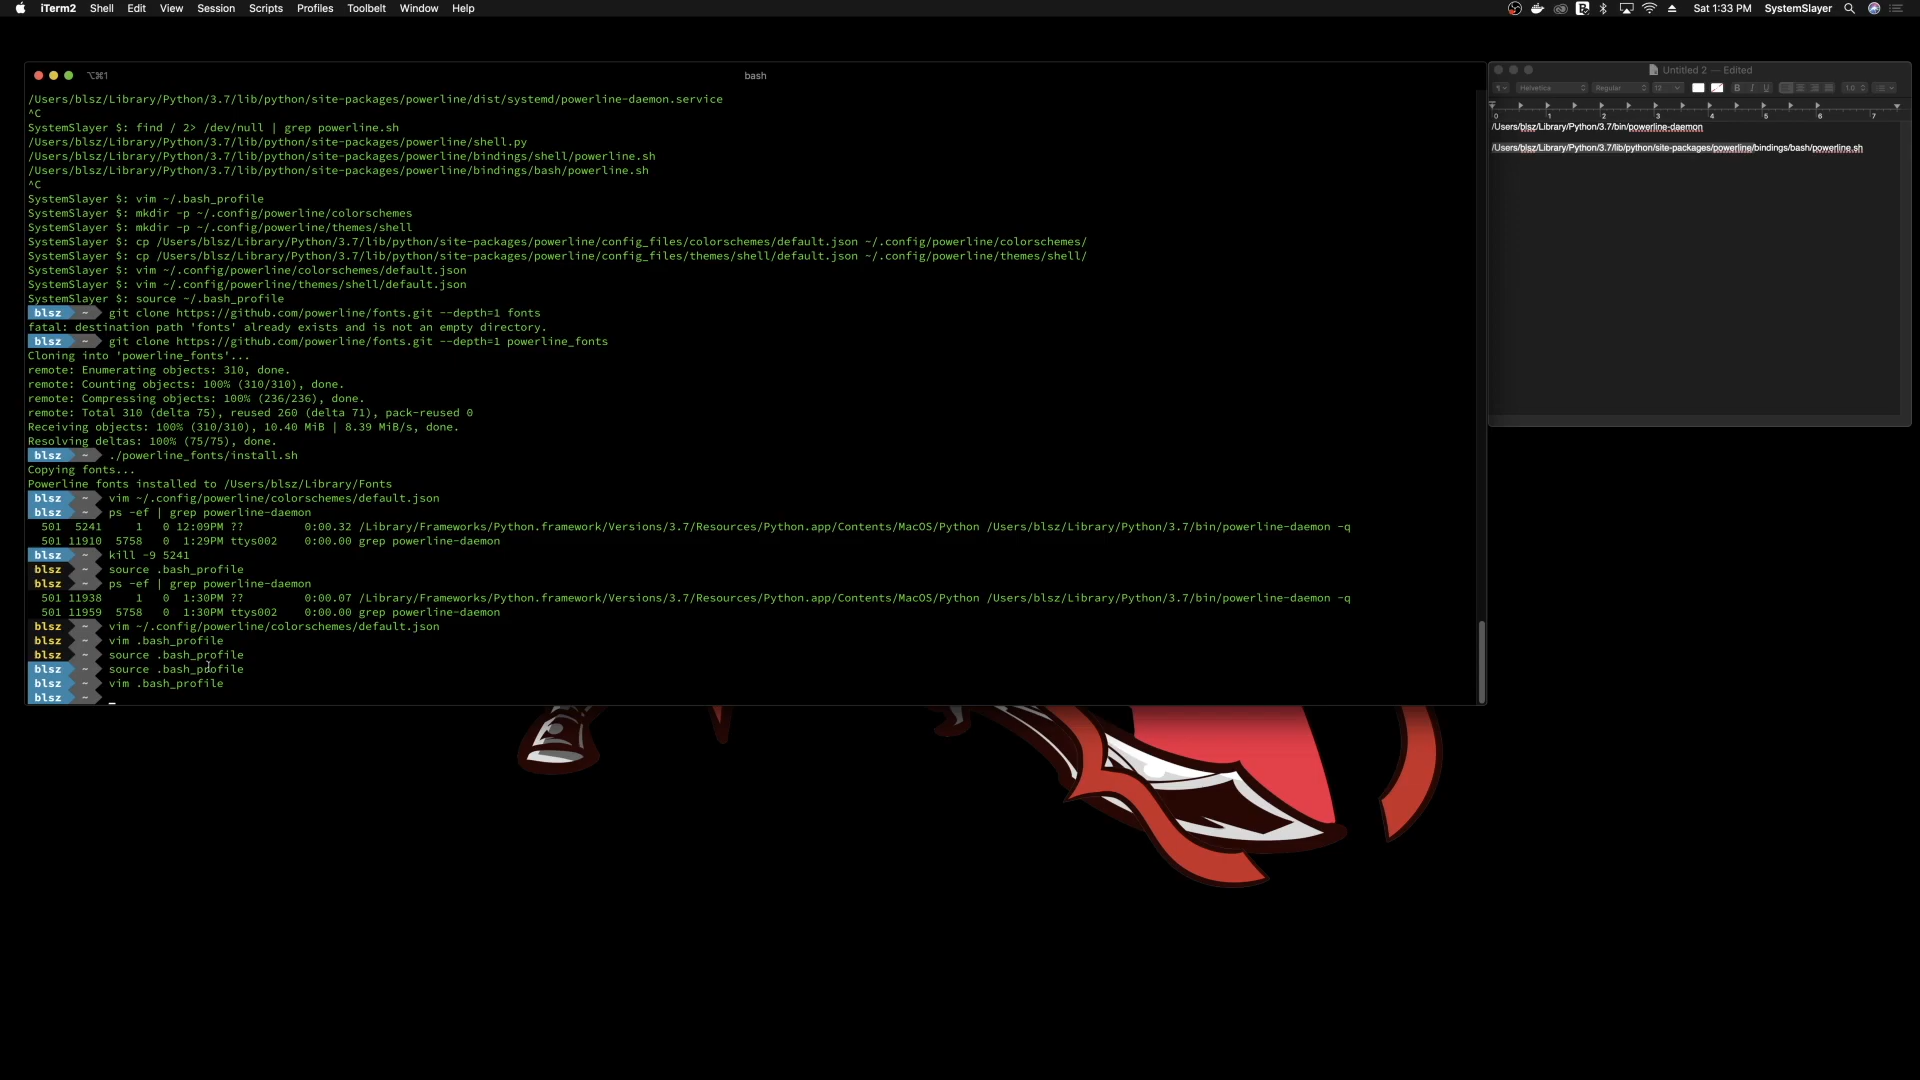 iTerm2 Shell Edit View Session Scripts Profiles Toolbelt Window Help
Sat 1:33 PM SystemSlayer
⌥⌘1 bash
/Users/blsz/Library/Python/3.7/lib/python/site-packages/powerline/dist/systemd/powerline-daemon.service
^C
SystemSlayer $: find / 2> /dev/null | grep powerline.sh
/Users/blsz/Library/Python/3.7/lib/python/site-packages/powerline/shell.py
/Users/blsz/Library/Python/3.7/lib/python/site-packages/powerline/bindings/shell/powerline.sh
/Users/blsz/Library/Python/3.7/lib/python/site-packages/powerline/bindings/bash/powerline.sh
^C
SystemSlayer $: vim ~/.bash_profile
SystemSlayer $: mkdir -p ~/.config/powerline/colorschemes
SystemSlayer $: mkdir -p ~/.config/powerline/themes/shell
SystemSlayer $: cp /Users/blsz/Library/Python/3.7/lib/python/site-packages/powerline/config_files/colorschemes/default.json ~/.config/powerline/colorschemes/
SystemSlayer $: cp /Users/blsz/Library/Python/3.7/lib/python/site-packages/powerline/config_files/themes/shell/default.json ~/.config/powerline/themes/shell/
SystemSlayer $: vim ~/.config/powerline/colorschemes/default.json
SystemSlayer $: vim ~/.config/powerline/themes/shell/default.json
SystemSlayer $: source ~/.bash_profile
blsz ~ git clone https://github.com/powerline/fonts.git --depth=1 fonts
fatal: destination path 'fonts' already exists and is not an empty directory.
blsz ~ git clone https://github.com/powerline/fonts.git --depth=1 powerline_fonts
Cloning into 'powerline_fonts'...
remote: Enumerating objects: 310, done.
remote: Counting objects: 100% (310/310), done.
remote: Compressing objects: 100% (236/236), done.
remote: Total 310 (delta 75), reused 260 (delta 71), pack-reused 0
Receiving objects: 100% (310/310), 10.40 MiB | 8.39 MiB/s, done.
Resolving deltas: 100% (75/75), done.
blsz ~ ./powerline_fonts/install.sh
Copying fonts...
Powerline fonts installed to /Users/blsz/Library/Fonts
blsz ~ vim ~/.config/powerline/colorschemes/default.json
blsz ~ ps -ef | grep powerline-daemon
501 5241 1 0 12:09PM ?? 0:00.32 /Library/Frameworks/Python.framework/Versions/3.7/Resources/Python.app/Contents/MacOS/Python /Users/blsz/Library/Python/3.7/bin/powerline-daemon -q
501 11910 5758 0 1:29PM ttys002 0:00.00 grep powerline-daemon
blsz ~ kill -9 5241
blsz ~ source .bash_profile
blsz ~ ps -ef | grep powerline-daemon
501 11938 1 0 1:30PM ?? 0:00.07 /Library/Frameworks/Python.framework/Versions/3.7/Resources/Python.app/Contents/MacOS/Python /Users/blsz/Library/Python/3.7/bin/powerline-daemon -q
501 11959 5758 0 1:30PM ttys002 0:00.00 grep powerline-daemon
blsz ~ vim ~/.config/powerline/colorschemes/default.json
blsz ~ vim .bash_profile
blsz ~ source .bash_profile
blsz ~ source .bash_profile
blsz ~ vim .bash_profile
blsz ~
Untitled 2 — Edited
Helvetica Regular 12 B I U 1.0
0 1 2 3 4 5 6 7
/Users/blsz/Library/Python/3.7/bin/powerline-daemon
/Users/blsz/Library/Python/3.7/lib/python/site-packages/powerline/bindings/bash/powerline.sh